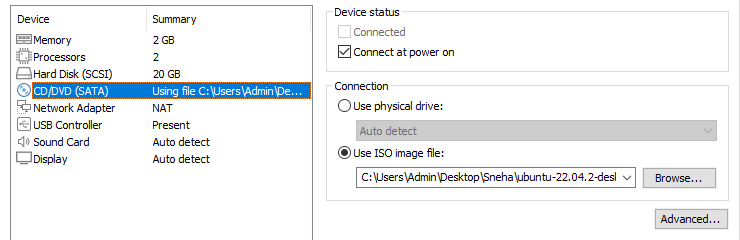 Device Summary
Memory 2 GB
Processors 2
Hard Disk (SCSI) 20 GB
CD/DVD (SATA) Using file C:\Users\Admin\De...
Network Adapter NAT
USB Controller Present
Sound Card Auto detect
Display Auto detect
Device status
Connected
Connect at power on
Connection
Use physical drive:
Auto detect
Use ISO image file:
C:\Users\Admin\Desktop\Sneha\ubuntu-22.04.2-desl Browse...
Advanced...